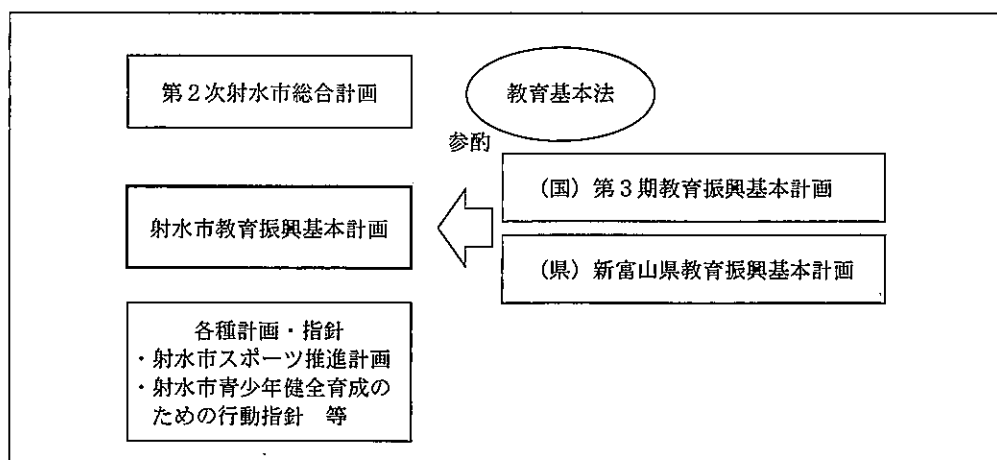 第2次射水市総合計画
教育基本法
参酌
(国)第3期教育振興基本計画
射水市教育振興基本計画
(県)新富山県教育振興基本計画
各種計画・指針
・射水市スポーツ推進計画
・射水市青少年健全育成の
ための行動指針 等